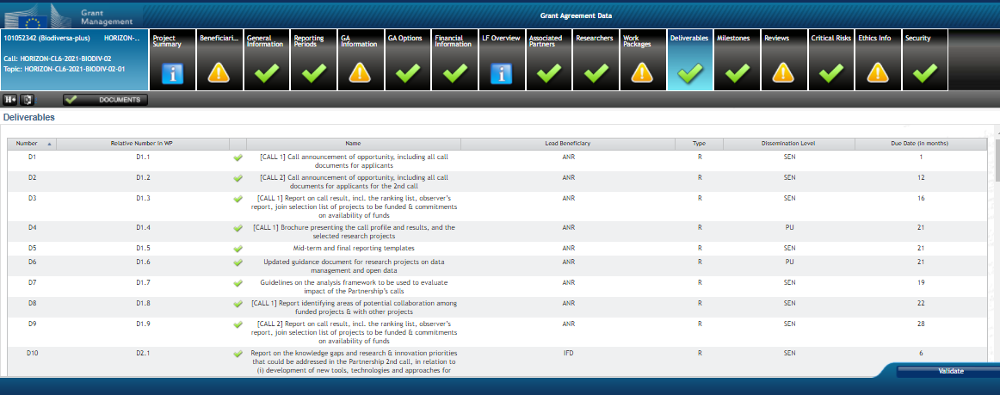 Grant
Management
Grant Agreement Data
101052342 (Biodiversa-plus) HORIZON-..
Call: HORIZON-CL6-2021-BIODIV-02
Topic: HORIZON-CL6-2021-BIODIV-02-01
Project Summary
Beneficiari...
General Information
Reporting Periods
GA Information
GA Options
Financial Information
LF Overview
Associated Partners
Researchers
Work Packages
Deliverables
Milestones
Reviews
Critical Risks
Ethics Info
Security
DOCUMENTS
Deliverables
Number Relative Number in WP Name Lead Beneficiary Type Dissemination Level Due Date (in months)
D1 D1.1 [CALL 1] Call announcement of opportunity, including all call ANR R SEN 1
documents for applicants
D2 D1.2 [CALL 2] Call announcement of opportunity, including all call ANR R SEN 12
documents for applicants for the 2nd call
D3 D1.3 [CALL 1] Report on call result, incl. the ranking list, observer's ANR R SEN 16
report, join selection list of projects to be funded & commitments
on availability of funds
D4 D1.4 [CALL 1] Brochure presenting the call profile and results, and the ANR R PU 21
selected research projects
D5 D1.5 Mid-term and final reporting templates ANR R SEN 21
D6 D1.6 Updated guidance document for research projects on data ANR R PU 21
management and open data
D7 D1.7 Guidelines on the analysis framework to be used to evaluate ANR R SEN 19
impact of the Partnership's calls
D8 D1.8 [CALL 1] Report identifying areas of potential collaboration among ANR R SEN 22
funded projects & with other projects
D9 D1.9 [CALL 2] Report on call result, incl. the ranking list, observer's ANR R SEN 28
report, join selection list of projects to be funded & commitments
on availability of funds
D10 D2.1 Report on the knowledge gaps and research & innovation priorities IFD R SEN 6
that could be addressed in the Partnership 2nd call, in relation to
(i) development of new tools, technologies and approaches for
Validate